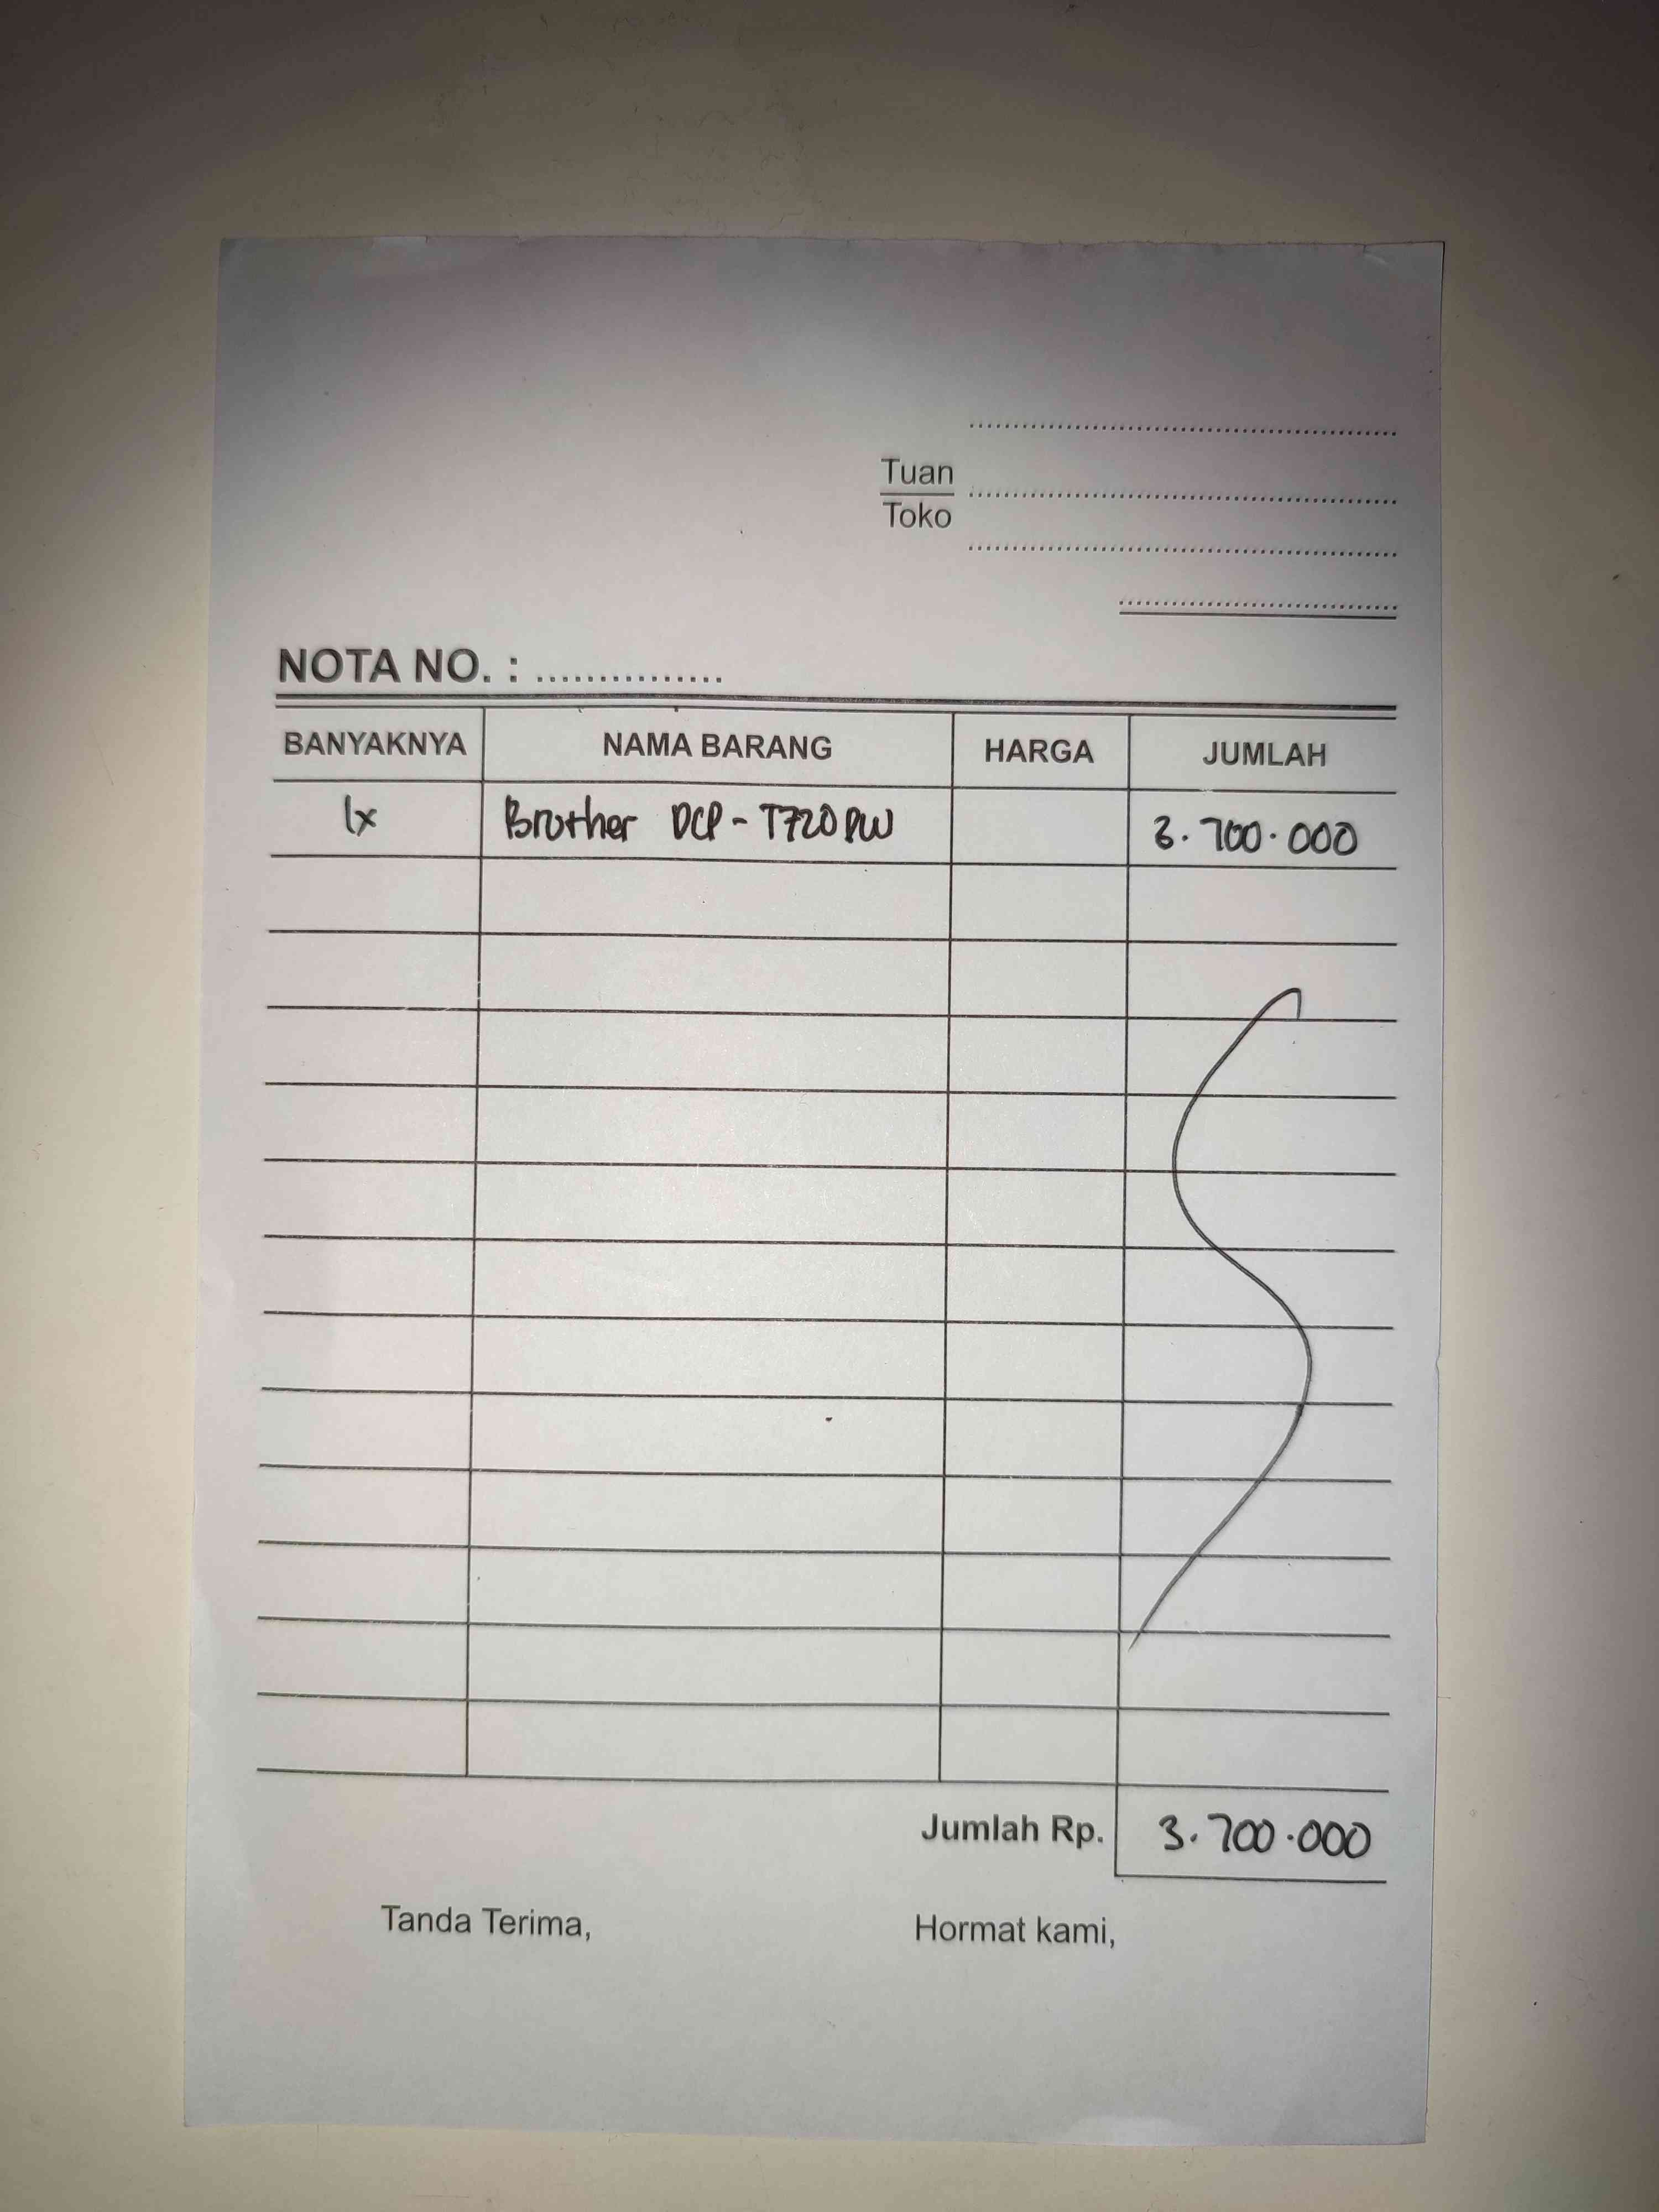 Tuan
Toko
NOTA NO. : ...............
BANYAKNYA NAMA BARANG HARGA JUMLAH
1x Brother DCP - T720PW 3.700.000
Jumlah Rp. 3.700.000
Tanda Terima, Hormat kami,